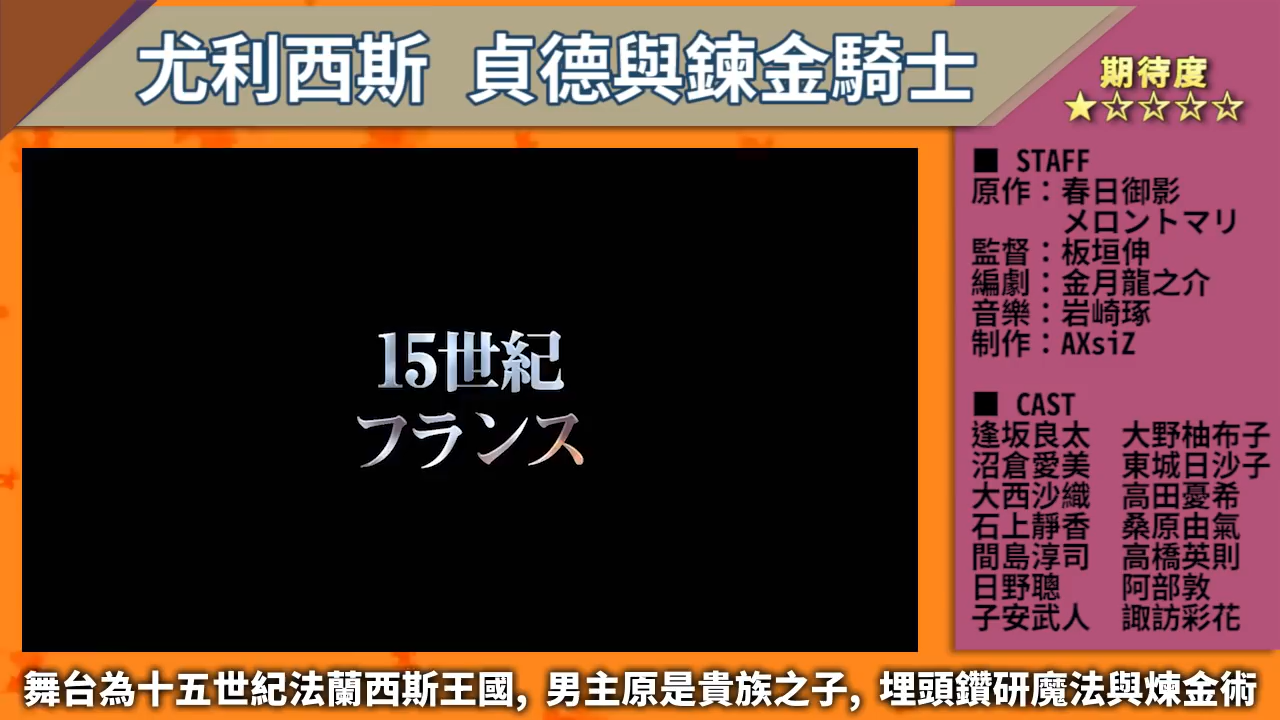 尤利西斯 貞德與鍊金騎士
期待度
★☆☆☆☆
15世紀
フランス
■ STAFF
原作：春日御影
メロントマリ
監督：板垣伸
編劇：金月龍之介
音樂：岩崎琢
制作：AXsiZ
■ CAST
逢坂良太 大野柚布子
沼倉愛美 東城日沙子
大西沙織 高田憂希
石上靜香 桑原由氣
間島淳司 高橋英則
日野聰 阿部敦
子安武人 諏訪彩花
舞台為十五世紀法蘭西斯王國，男主原是貴族之子，埋頭鑽研魔法與煉金術